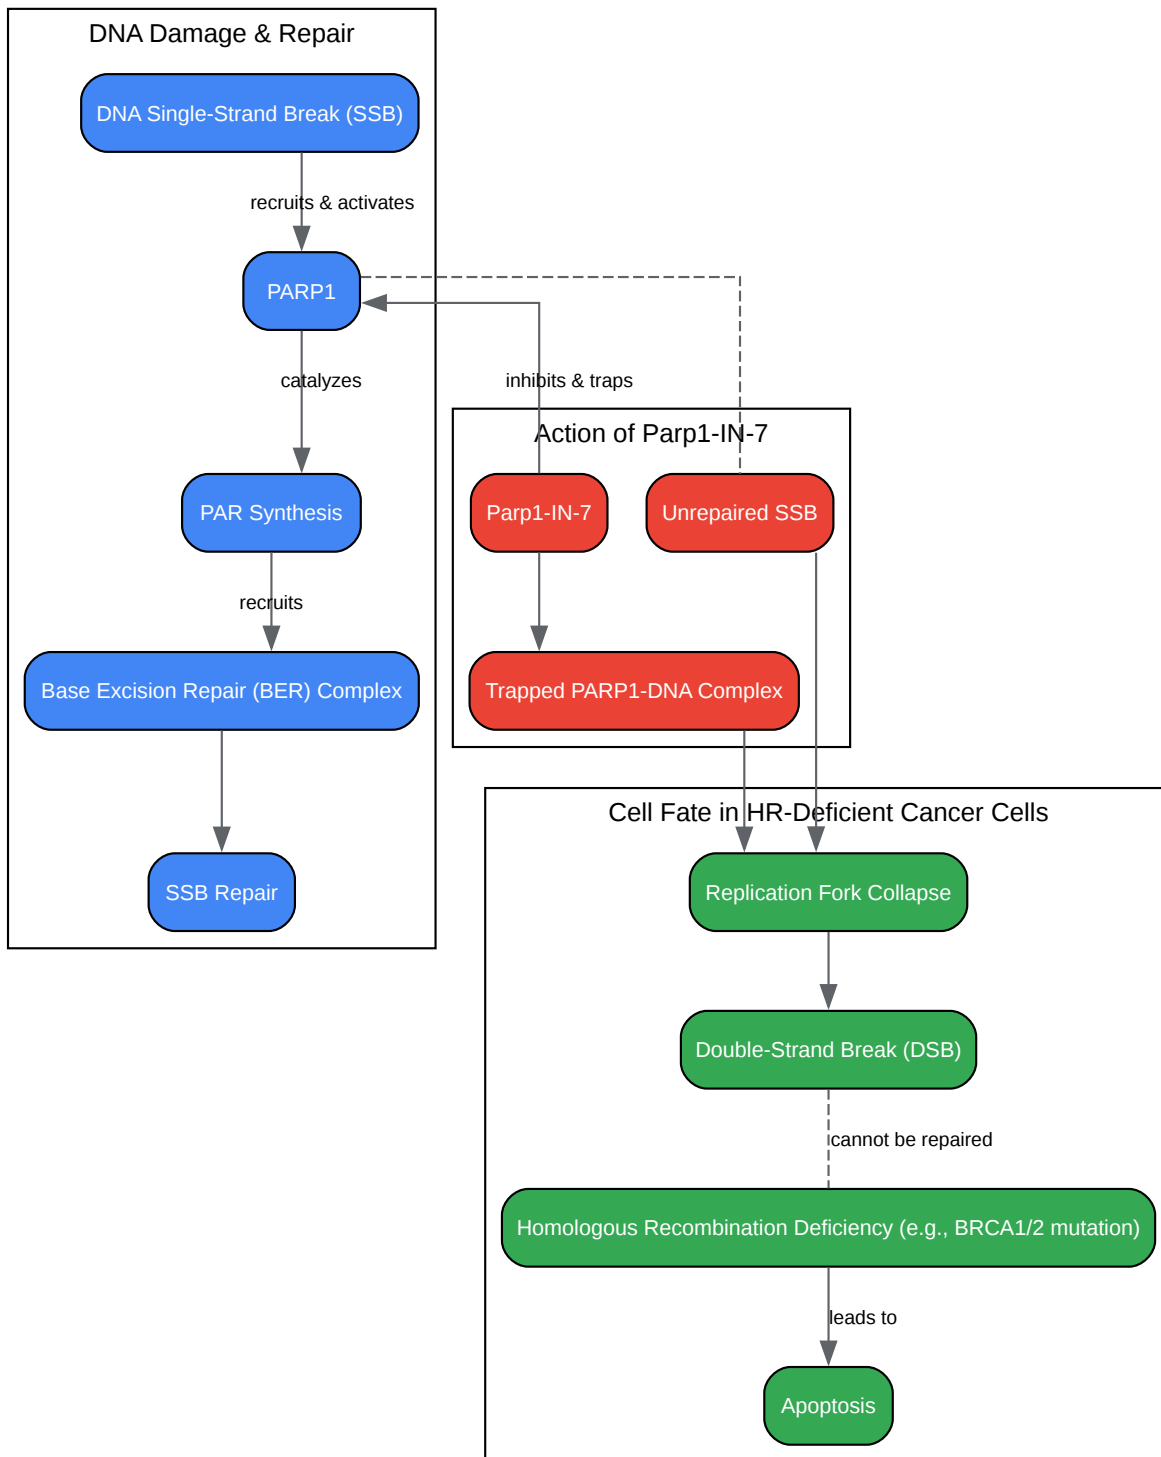 DNA Damage & Repair
DNA Single-Strand Break (SSB)
recruits & activates
PARP1
catalyzes
PAR Synthesis
recruits
Base Excision Repair (BER) Complex
SSB Repair
inhibits & traps
Action of Parp1-IN-7
Parp1-IN-7
Unrepaired SSB
Trapped PARP1-DNA Complex
Cell Fate in HR-Deficient Cancer Cells
Replication Fork Collapse
Double-Strand Break (DSB)
cannot be repaired
Homologous Recombination Deficiency (e.g., BRCA1/2 mutation)
leads to
Apoptosis